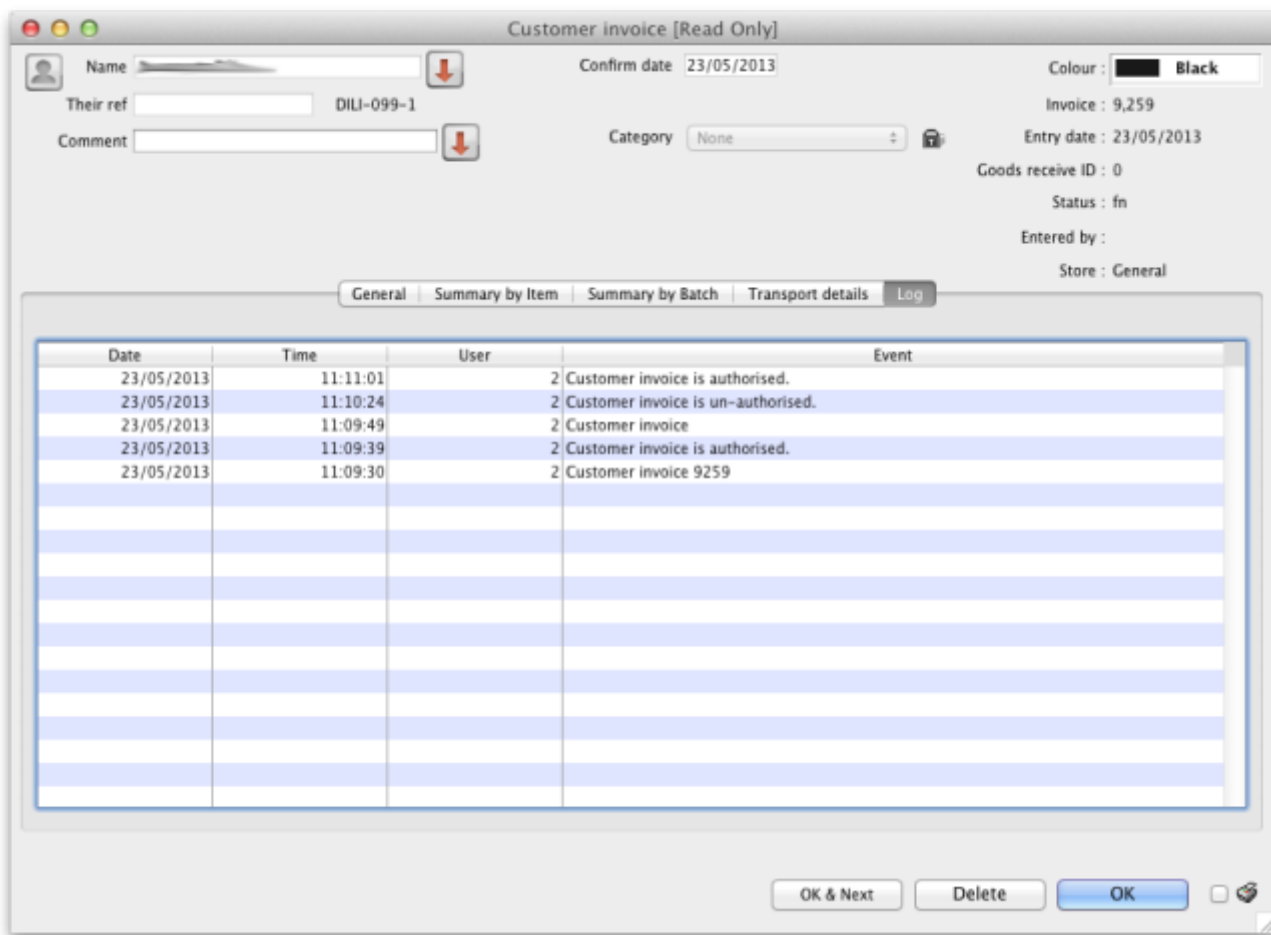 Customer invoice [Read Only]
Name
Confirm date 23/05/2013
Colour : Black
Their ref
DILI-099-1
Invoice : 9,259
Comment
Category None
Entry date : 23/05/2013
Goods receive ID : 0
Status : fn
Entered by :
Store : General
General Summary by Item Summary by Batch Transport details Log
Date Time User Event
23/05/2013 11:11:01 2 Customer invoice is authorised.
23/05/2013 11:10:24 2 Customer invoice is un-authorised.
23/05/2013 11:09:49 2 Customer invoice
23/05/2013 11:09:39 2 Customer invoice is authorised.
23/05/2013 11:09:30 2 Customer invoice 9259
OK & Next Delete OK